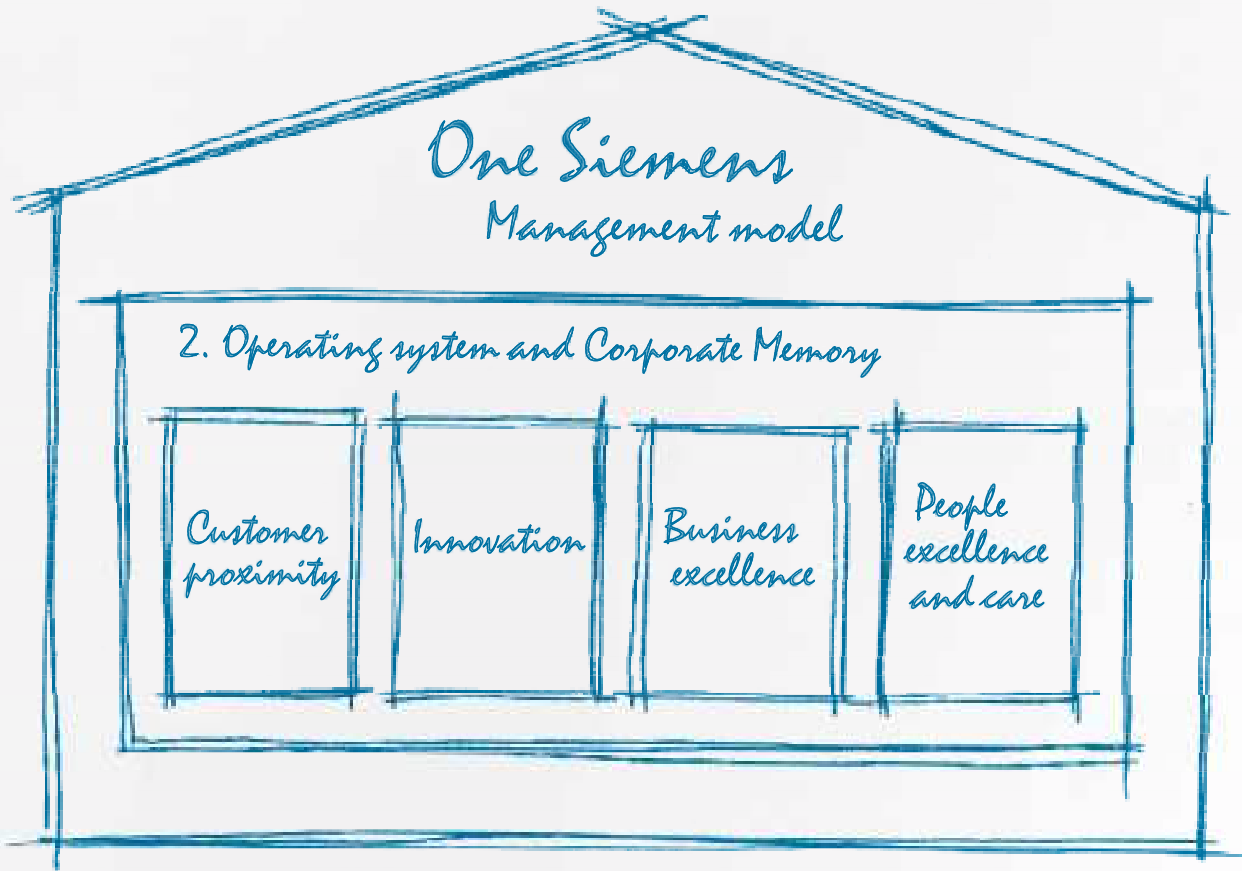 One Siemens
Management model
2. Operating system and Corporate Memory
Customer
proximity
Innovation
Business
excellence
People
excellence
and care